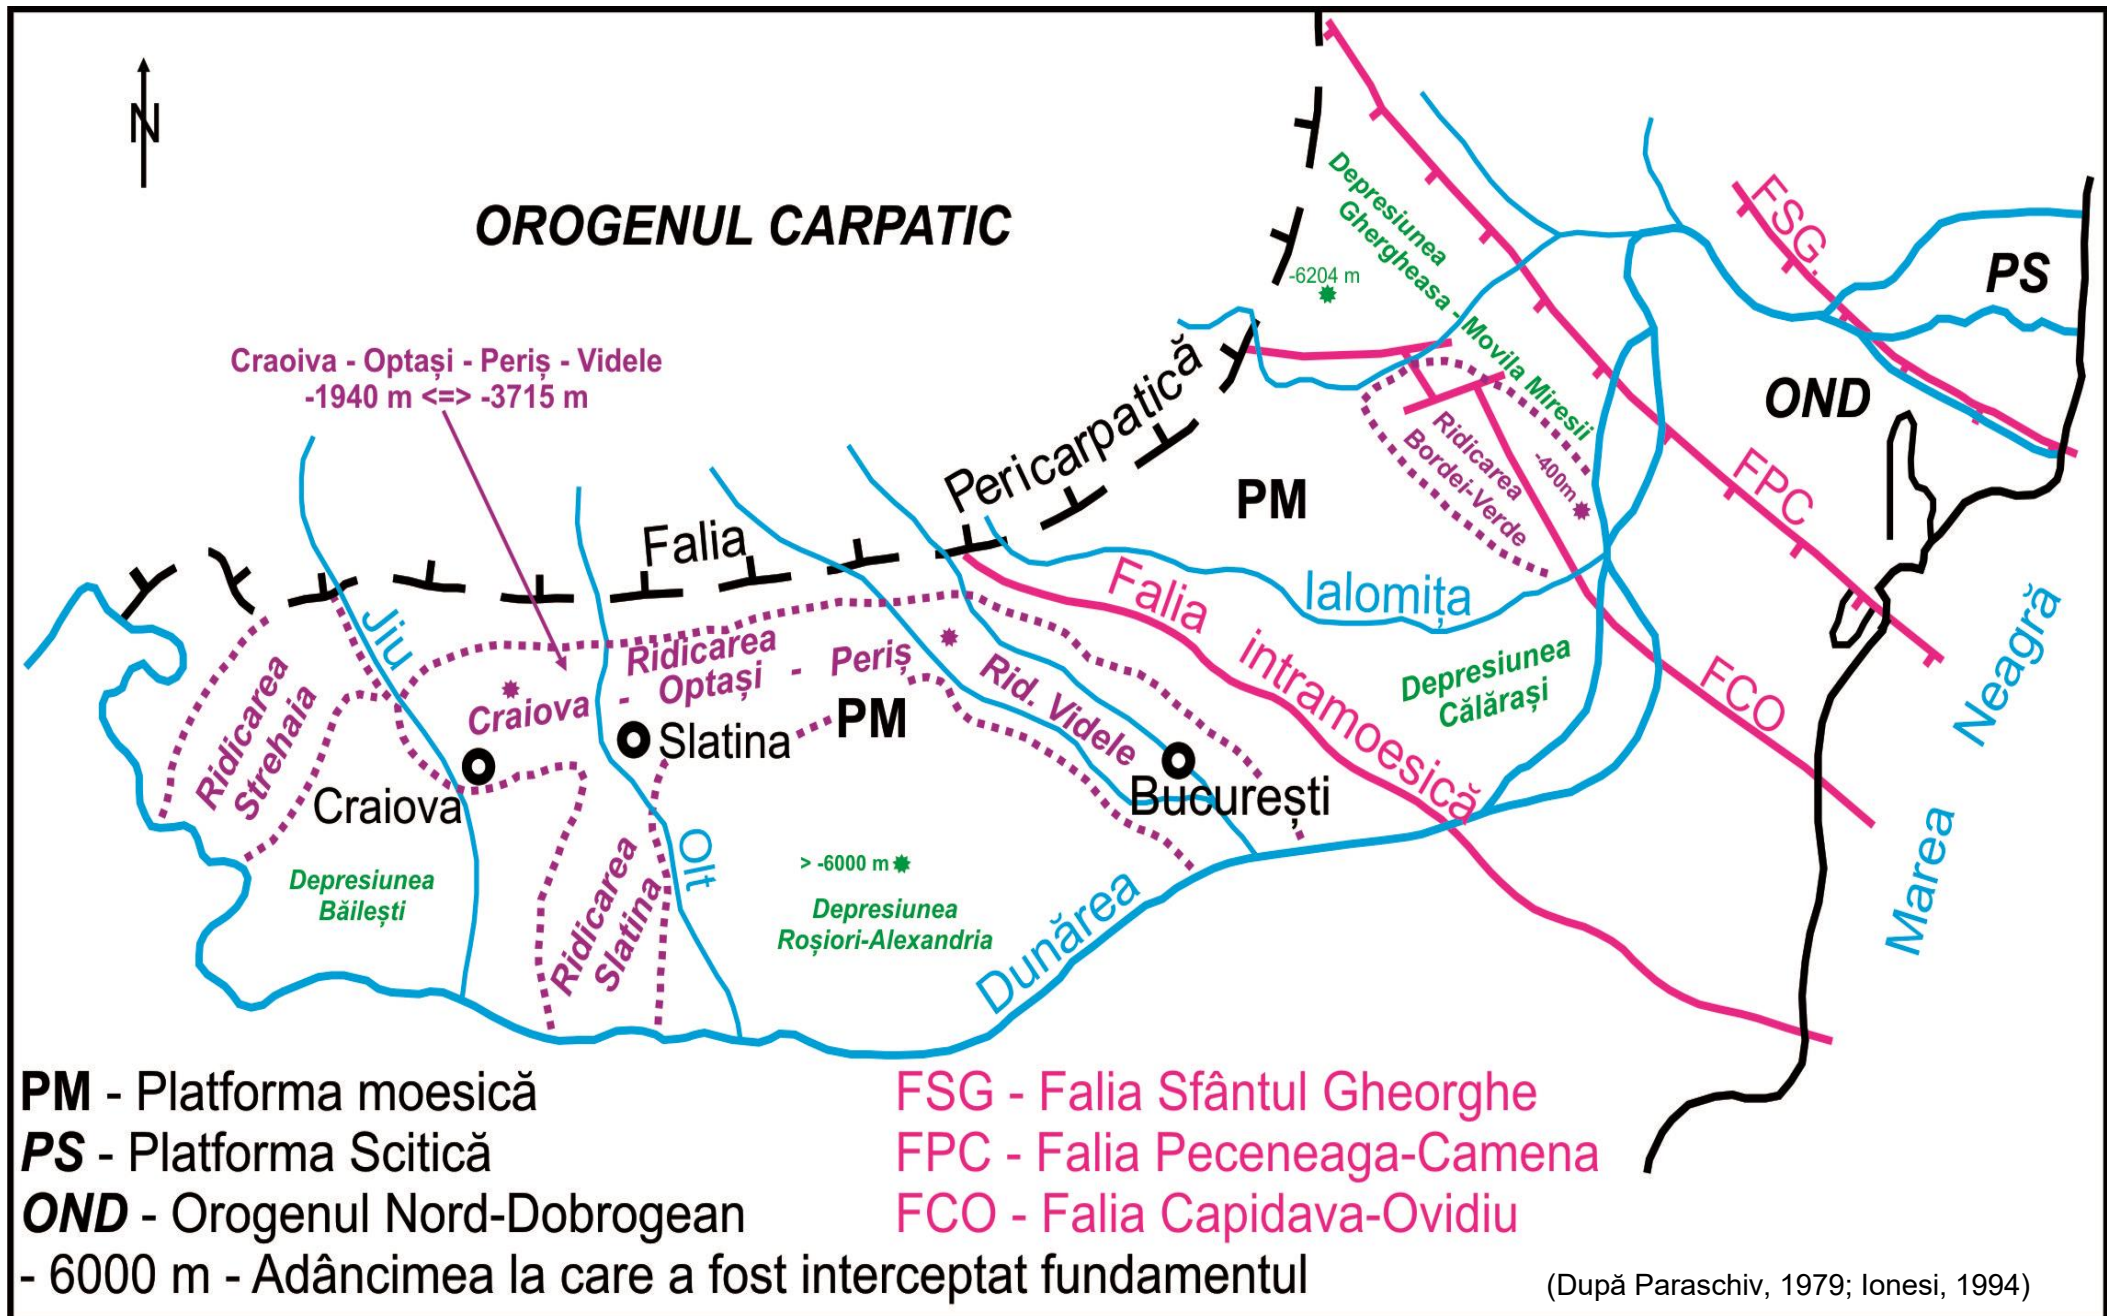 N
OROGENUL CARPATIC
Depresiunea
Ghergheasa - Movila Miresii
-6204 m
FSG.
PS
OND
Craoiva - Optași - Periș - Videle
-1940 m <=> -3715 m
Falia
Pericarpatică
Ridicarea
Bordei-Verde
-400m
PM
FPC
Falia intramoesică
Ialomița
Jiu
Ridicarea
Craiova - Optași - Periș
Rid. Videle
Depresiunea
Călărași
FCO
Marea Neagră
Ridicarea
Strehaia
PM
Slatina
Craiova
București
Olt
Ridicarea
Slatina
Depresiunea
Băilești
> -6000 m
Depresiunea
Roșiori-Alexandria
Dunărea
PM - Platforma moesică
PS - Platforma Scitică
OND - Orogenul Nord-Dobrogean
- 6000 m - Adâncimea la care a fost interceptat fundamentul
FSG - Falia Sfântul Gheorghe
FPC - Falia Peceneaga-Camena
FCO - Falia Capidava-Ovidiu
(După Paraschiv, 1979; Ionesi, 1994)